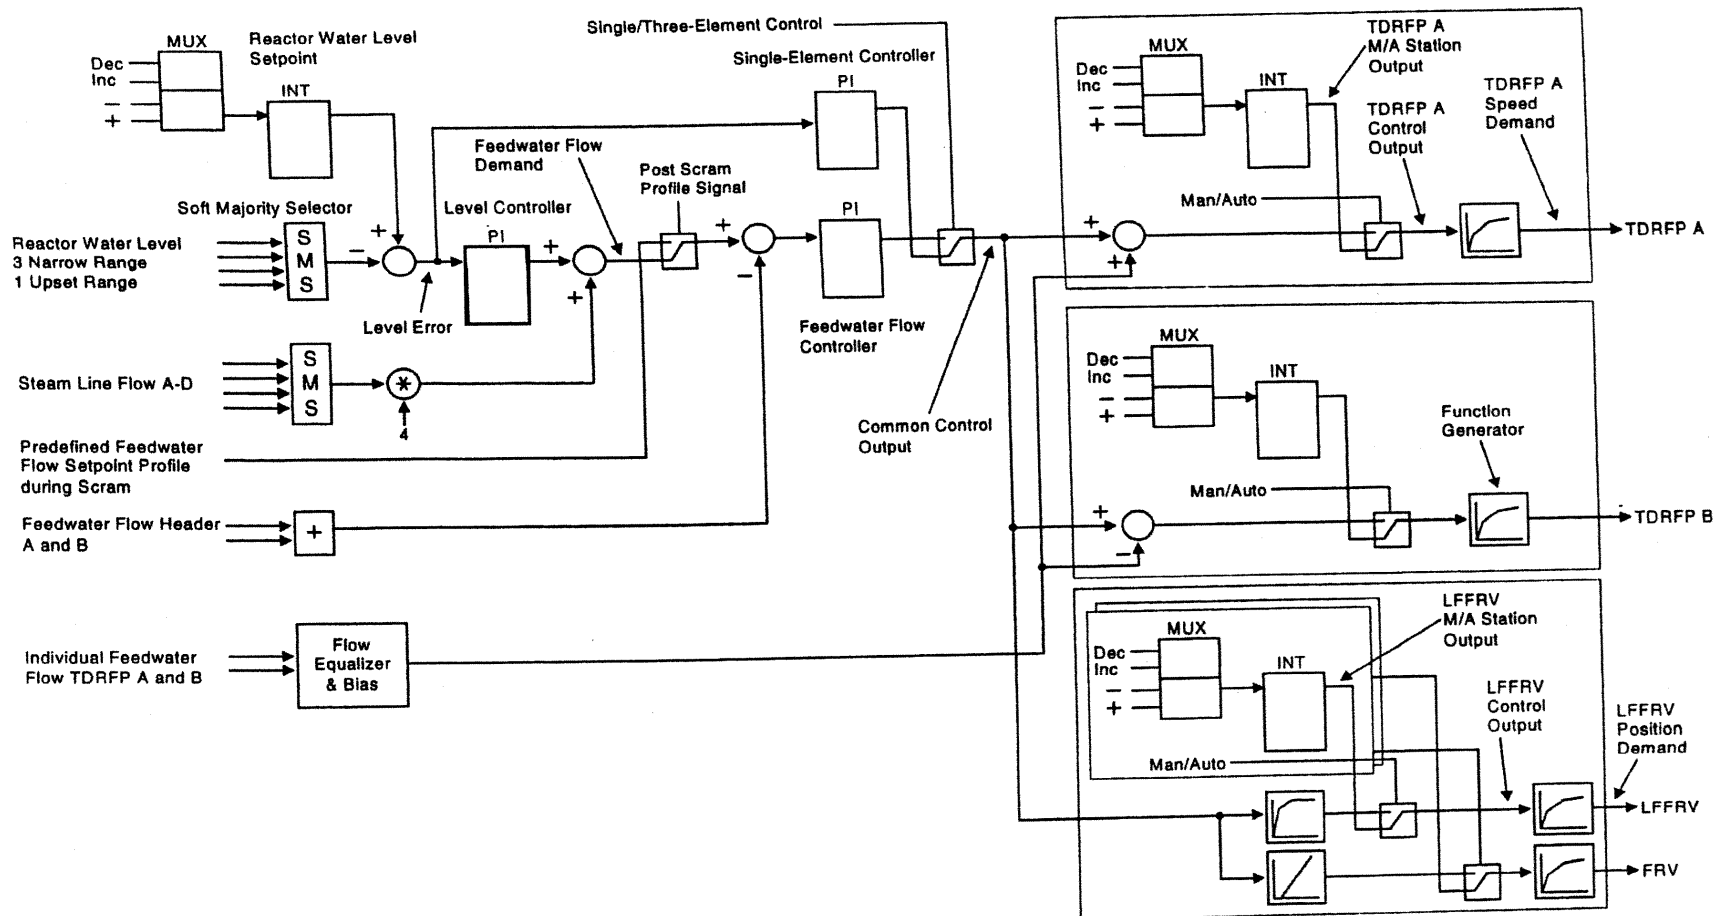 Single/Three-Element Control
MUX
Dec
Inc
−
+
Reactor Water Level
Setpoint
INT
Single-Element Controller
PI
Feedwater Flow
Demand
Post Scram
Profile Signal
Soft Majority Selector
Level Controller
Reactor Water Level
3 Narrow Range
1 Upset Range
S
M
S
−
+
PI
+
+
+
−
PI
Level Error
Feedwater Flow
Controller
Steam Line Flow A-D
S
M
S
*
4
Common Control
Output
Predefined Feedwater
Flow Setpoint Profile
during Scram
Feedwater Flow Header
A and B
+
Individual Feedwater
Flow TDRFP A and B
Flow
Equalizer
& Bias
MUX
Dec
Inc
−
+
INT
TDRFP A
M/A Station
Output
TDRFP A
Control
Output
TDRFP A
Speed
Demand
Man/Auto
+
+
TDRFP A
MUX
Dec
Inc
−
+
INT
Function
Generator
Man/Auto
+
−
TDRFP B
MUX
Dec
Inc
−
+
INT
LFFRV
M/A Station
Output
Man/Auto
LFFRV
Control
Output
LFFRV
Position
Demand
LFFRV
FRV